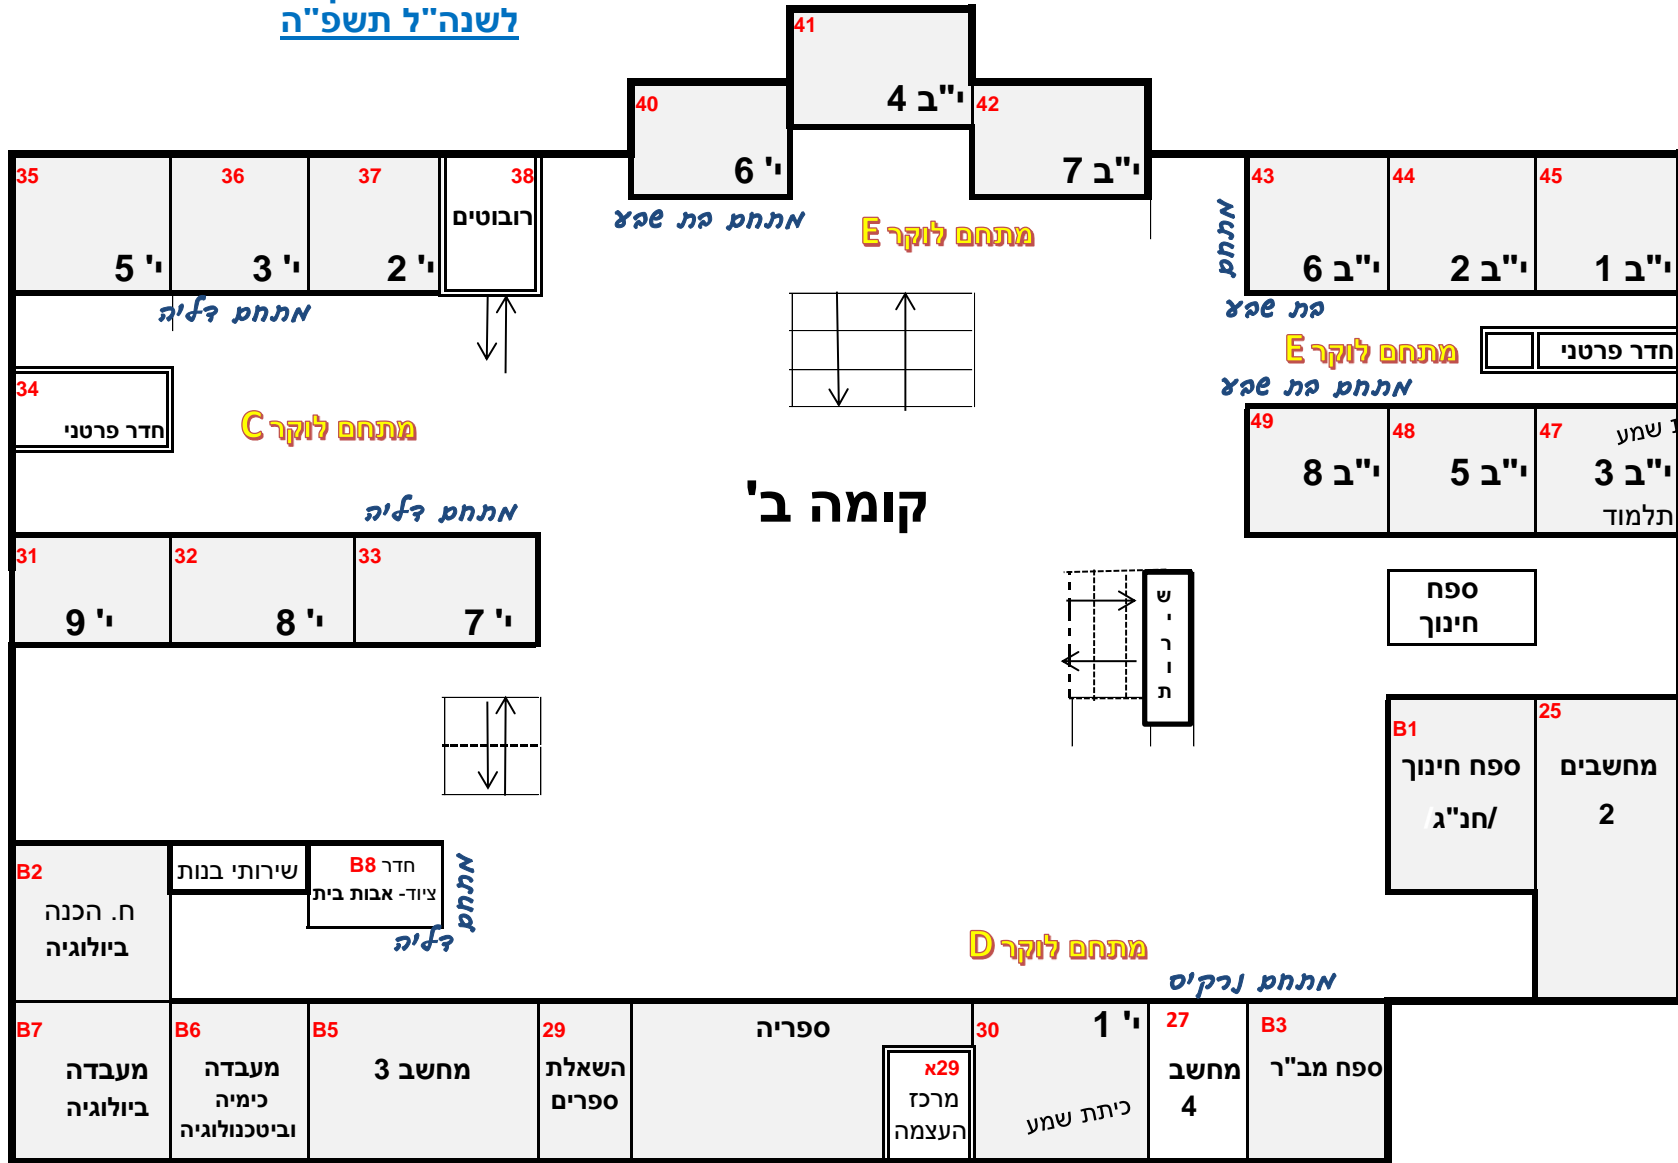 לשנה"ל תשפ"ה
41
י"ב 4
40
י' 6
42
י"ב 7
35
י' 5
36
י' 3
37
י' 2
38
רובוטים
43
י"ב 6
44
י"ב 2
45
י"ב 1
מתחם בת שבע
מתחם לוקר E
מתחם
בת שבע
מתחם דליה
מתחם לוקר E
חדר פרטני
מתחם בת שבע
34
חדר פרטני
מתחם לוקר C
49
י"ב 8
48
י"ב 5
47
שמע
י"ב 3
תלמוד
קומה ב'
מתחם דליה
31
י' 9
32
י' 8
33
י' 7
שירות
ספח
חינוך
B1
ספח חינוך
/חנ"ג
25
מחשבים
2
B2
ח. הכנה
ביולוגיה
שירותי בנות
חדר B8
ציוד- אבות בית
מתחם
דליה
מתחם לוקר D
מתחם נרקיס
B7
מעבדה
ביולוגיה
B6
מעבדה
כימיה
וביטכנולוגיה
B5
מחשב 3
29
השאלת
ספרים
ספריה
29א
מרכז
העצמה
30
י' 1
כיתת שמע
27
מחשב
4
B3
ספח מב"ר